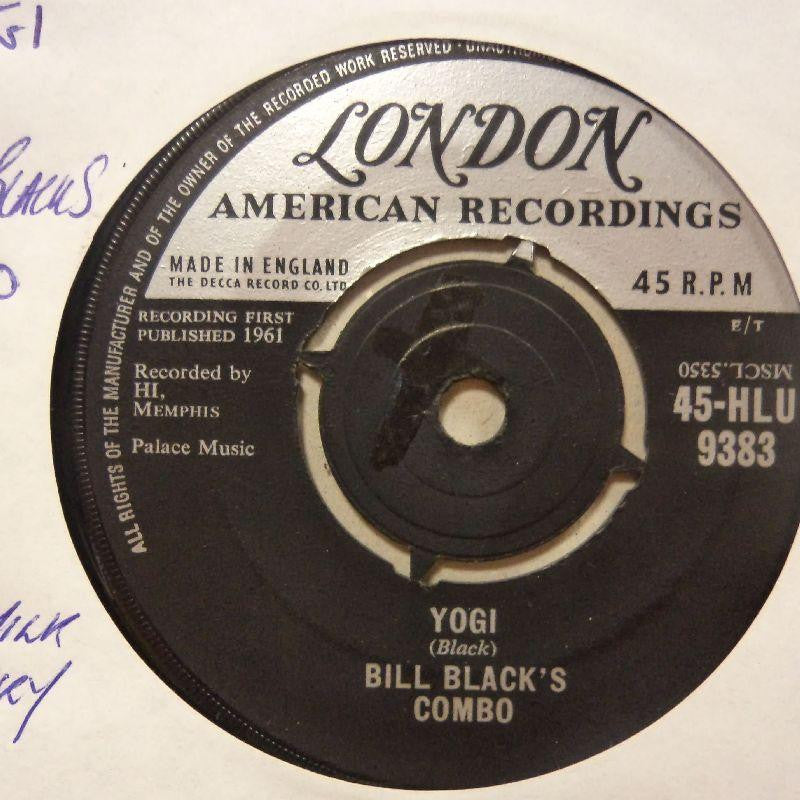 ALL RIGHTS OF THE MANUFACTURER AND OF THE OWNER OF THE RECORDED WORK RESERVED ·
LONDON
AMERICAN RECORDINGS
MADE IN ENGLAND
THE DECCA RECORD CO. LTD
45 R.P.M
RECORDING FIRST
PUBLISHED 1961
E/T
Recorded by
HI,
MEMPHIS
MSCL.5350
45-HLU
9383
Palace Music
YOGI
(Black)
BILL BLACK'S
COMBO